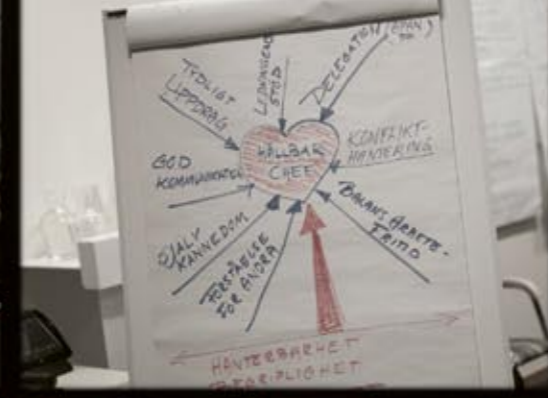 TYDLIGT
UPPDRAG
LEDNINGENS
STÖD
DELEGATION
HÅLLBAR
CHEF
KONFLIKT-
HANTERING
GOD
KOMMUNIKATION
SJÄLV
KÄNNEDOM
FÖRSTÅELSE
FÖR ANDRA
BALANS ARBETE-
FRITID
HANTERBARHET
BEGRIPLIGHET